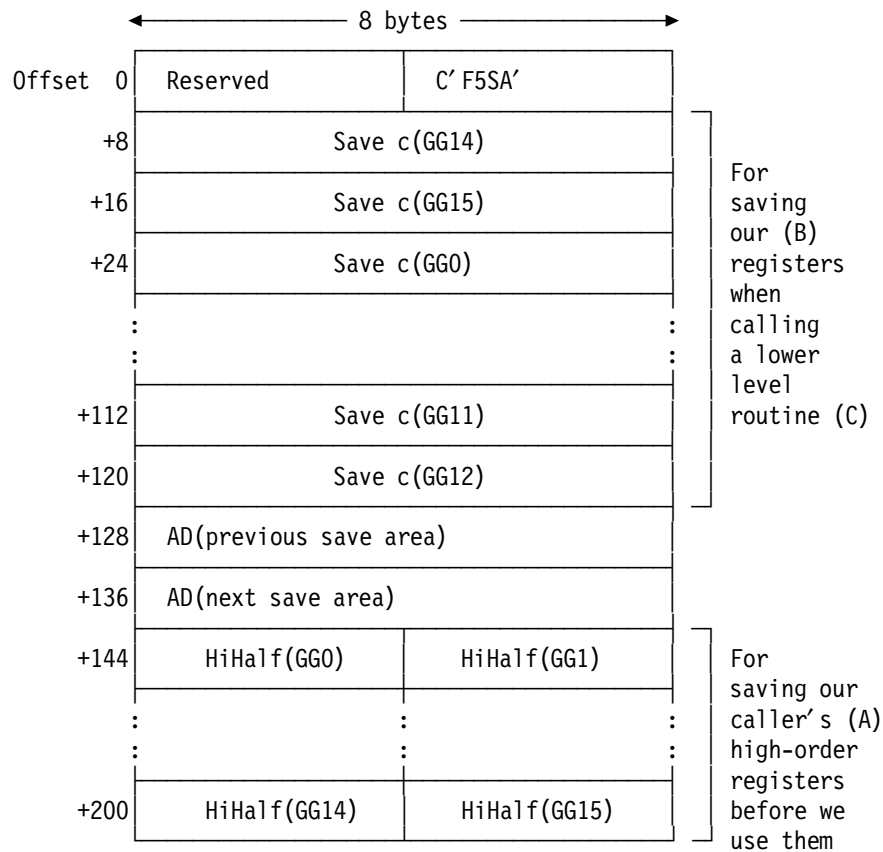 8 bytes
Offset 0 Reserved C′F5SA′
+8 Save c(GG14)
+16 Save c(GG15)
+24 Save c(GG0)
:
:
+112 Save c(GG11)
+120 Save c(GG12)
For
saving
our (B)
registers
when
calling
a lower
level
routine (C)
+128 AD(previous save area)
+136 AD(next save area)
+144 HiHalf(GG0) HiHalf(GG1)
: : :
: : :
+200 HiHalf(GG14) HiHalf(GG15)
For
saving our
caller′s (A)
high-order
registers
before we
use them